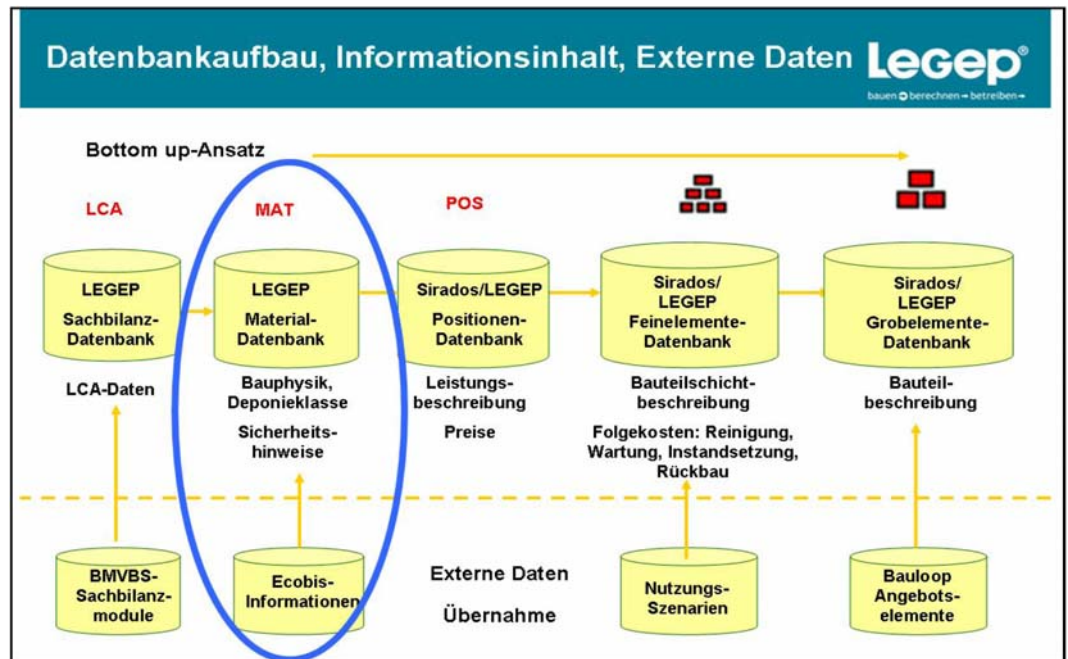 Datenbankaufbau, Informationsinhalt, Externe Daten
LEGEP®
bauen berechnen betreiben
Bottom up-Ansatz
LCA
MAT
POS
LEGEP
Sachbilanz-
Datenbank
LEGEP
Material-
Datenbank
Sirados/LEGEP
Positionen-
Datenbank
Sirados/
LEGEP
Feinelemente-
Datenbank
Sirados/
LEGEP
Grobelemente-
Datenbank
LCA-Daten
Bauphysik,
Deponieklasse
Sicherheits-
hinweise
Leistungs-
beschreibung
Preise
Bauteilschicht-
beschreibung
Folgekosten: Reinigung,
Wartung, Instandsetzung,
Rückbau
Bauteil-
beschreibung
BMVBS-
Sachbilanz-
module
Ecobis-
Informationen
Externe Daten
Übernahme
Nutzungs-
Szenarien
Bauloop
Angebots-
elemente